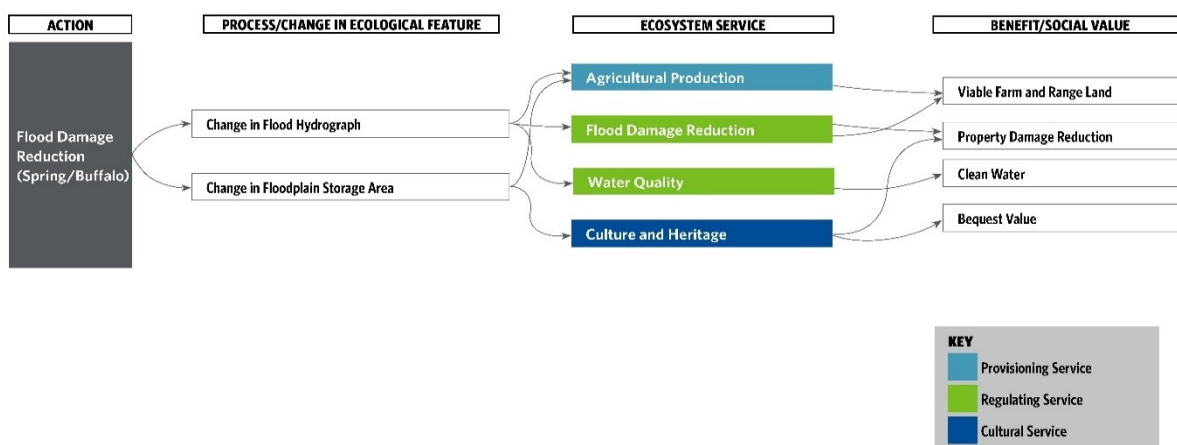 ACTION
PROCESS/CHANGE IN ECOLOGICAL FEATURE
ECOSYSTEM SERVICE
BENEFIT/SOCIAL VALUE
Flood Damage
Reduction
(Spring/Buffalo)
Change in Flood Hydrograph
Change in Floodplain Storage Area
Agricultural Production
Flood Damage Reduction
Water Quality
Culture and Heritage
Viable Farm and Range Land
Property Damage Reduction
Clean Water
Bequest Value
KEY
Provisioning Service
Regulating Service
Cultural Service